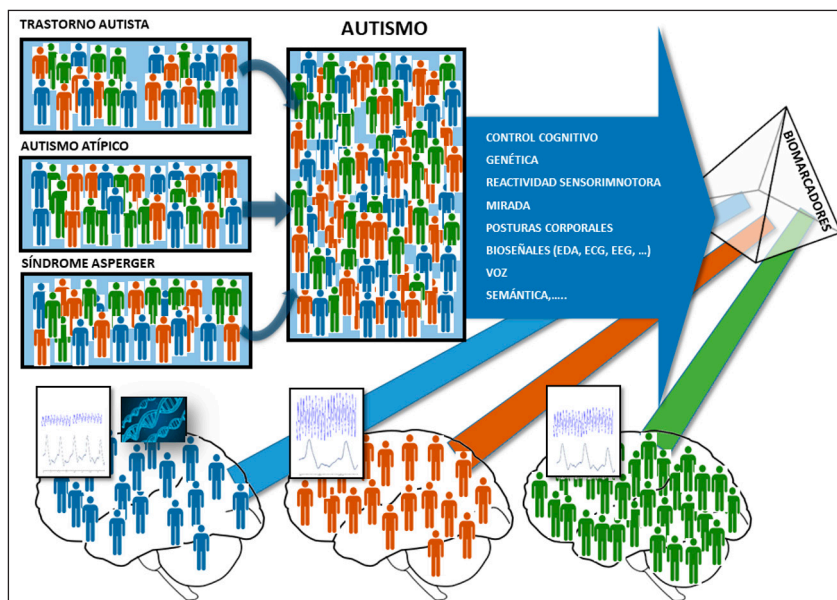 TRASTORNO AUTISTA
AUTISMO
AUTISMO ATÍPICO
SÍNDROME ASPERGER
CONTROL COGNITIVO
GENÉTICA
REACTIVIDAD SENSORIMNOTORA
MIRADA
POSTURAS CORPORALES
BIOSEÑALES (EDA, ECG, EEG, ...)
VOZ
SEMÁNTICA,.....
BIOMARCADORES